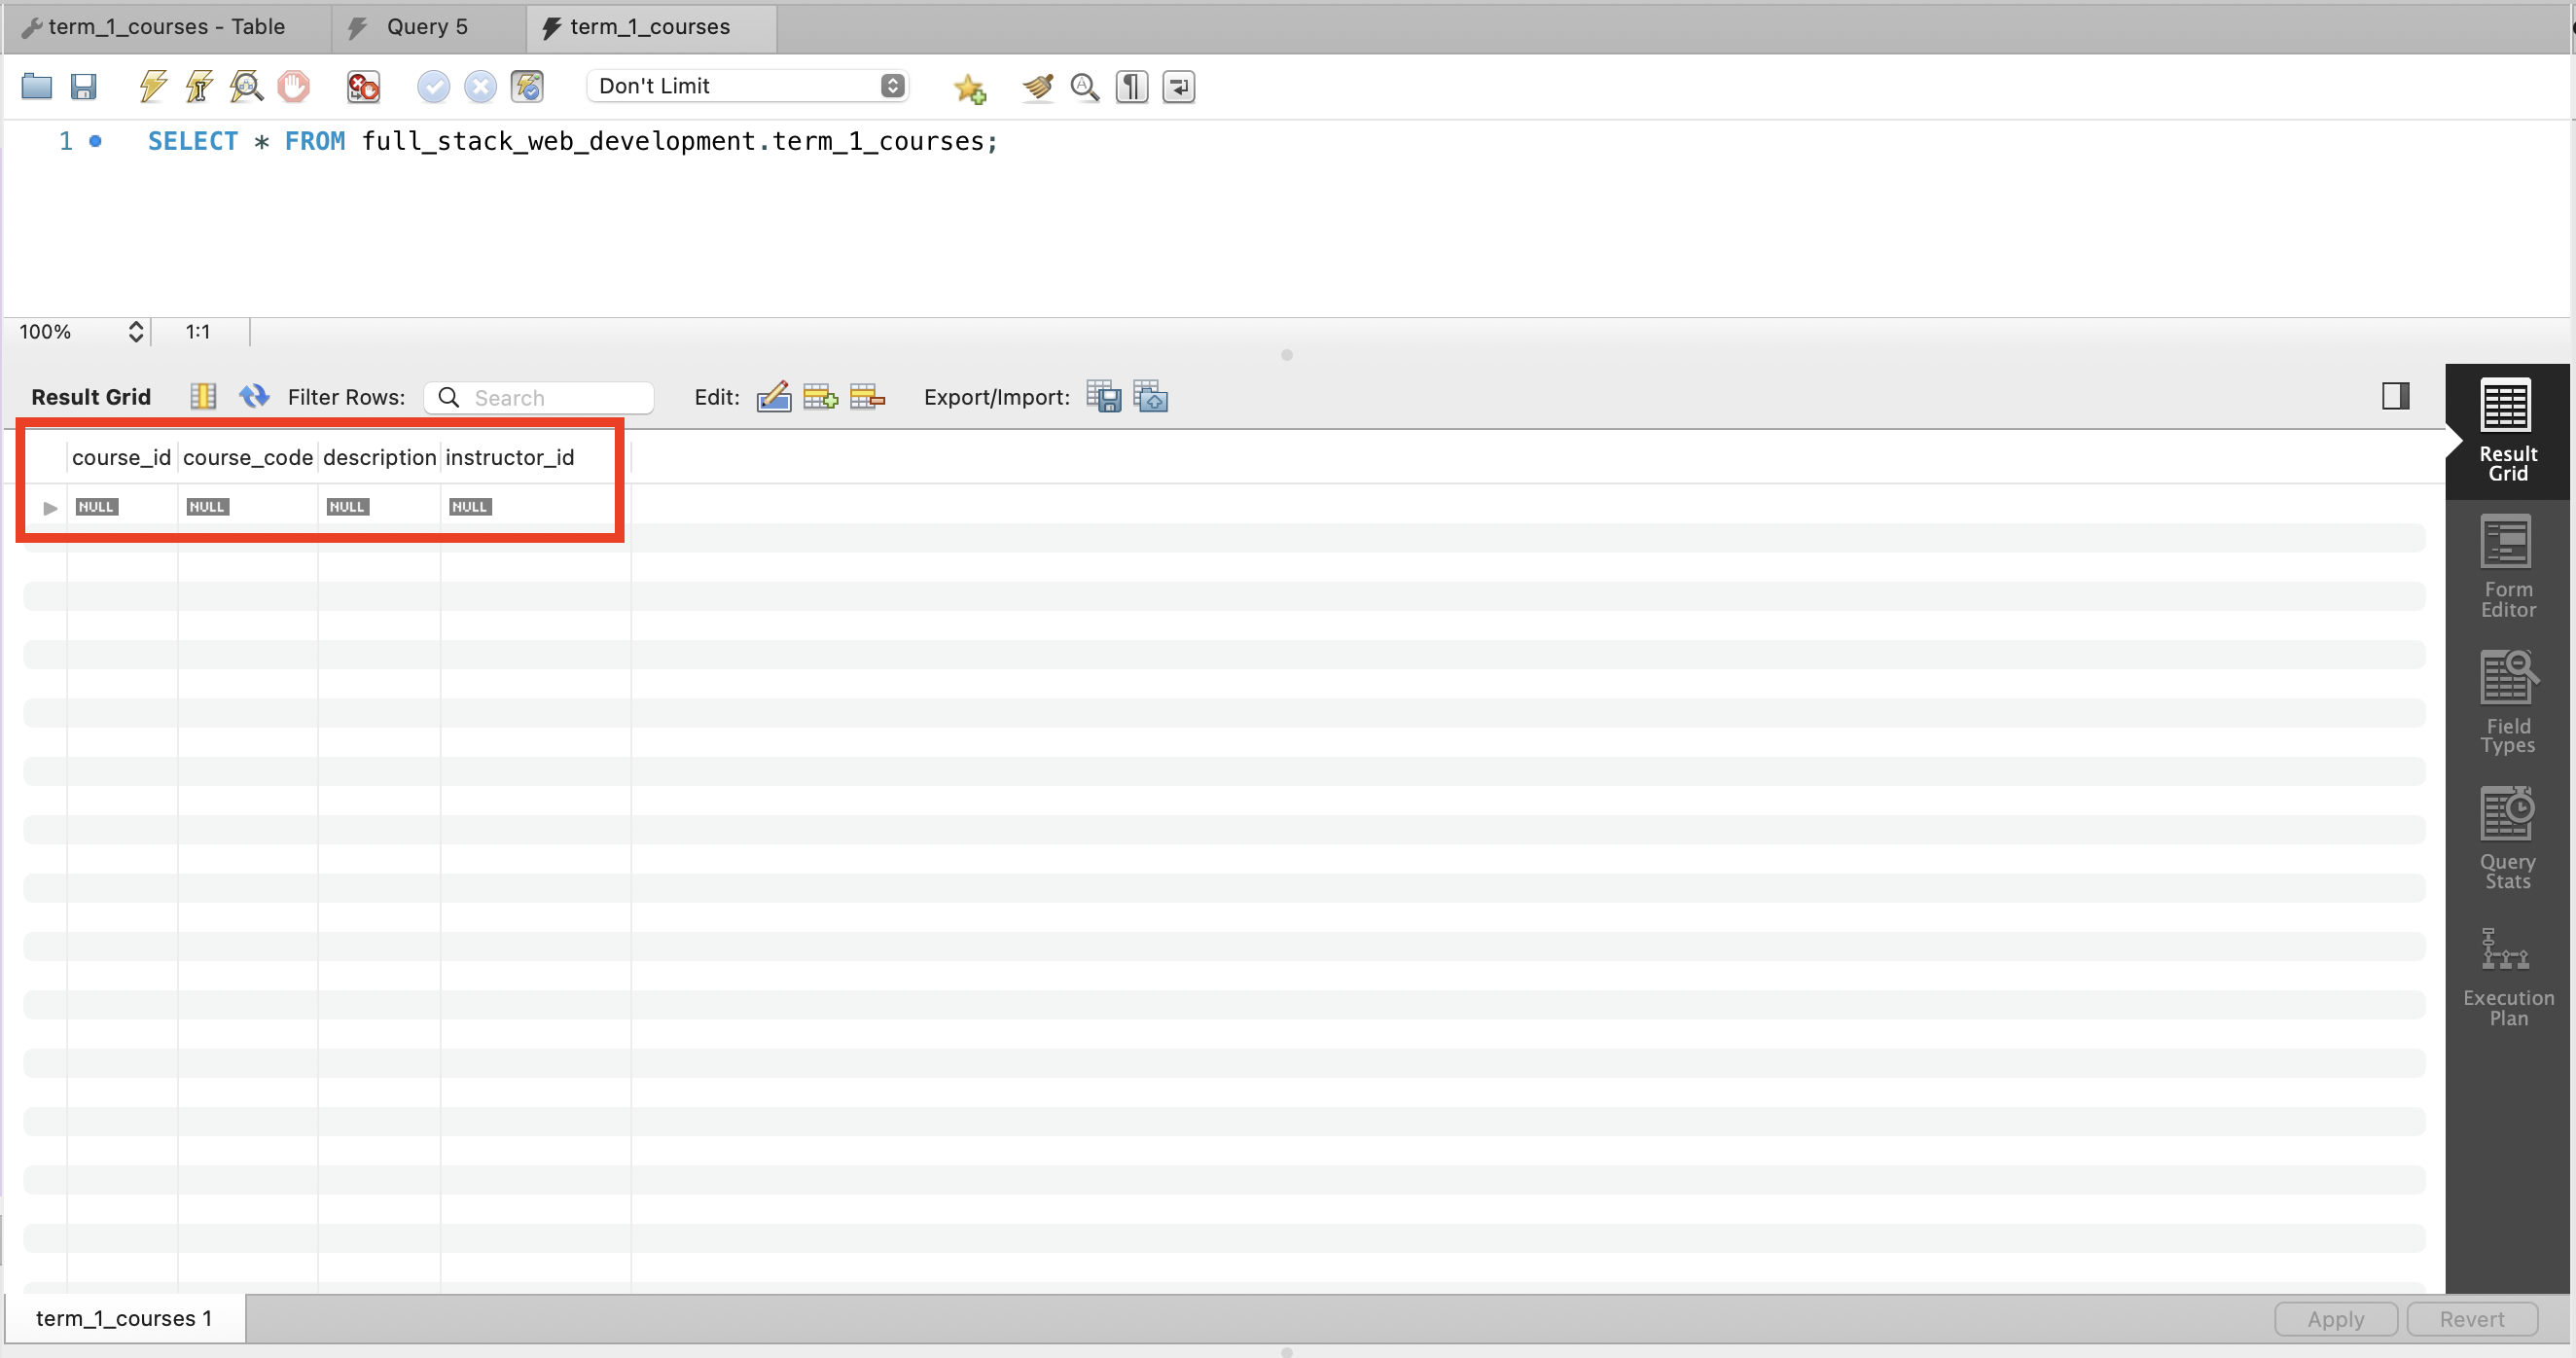 term_1_courses - Table
Query 5
term_1_courses
Don't Limit
1 SELECT * FROM full_stack_web_development.term_1_courses;
100% 1:1
Result Grid Filter Rows: Search Edit: Export/Import:
course_id course_code description instructor_id
NULL NULL NULL NULL
Result
Grid
Form
Editor
Field
Types
Query
Stats
Execution
Plan
term_1_courses 1
Apply Revert